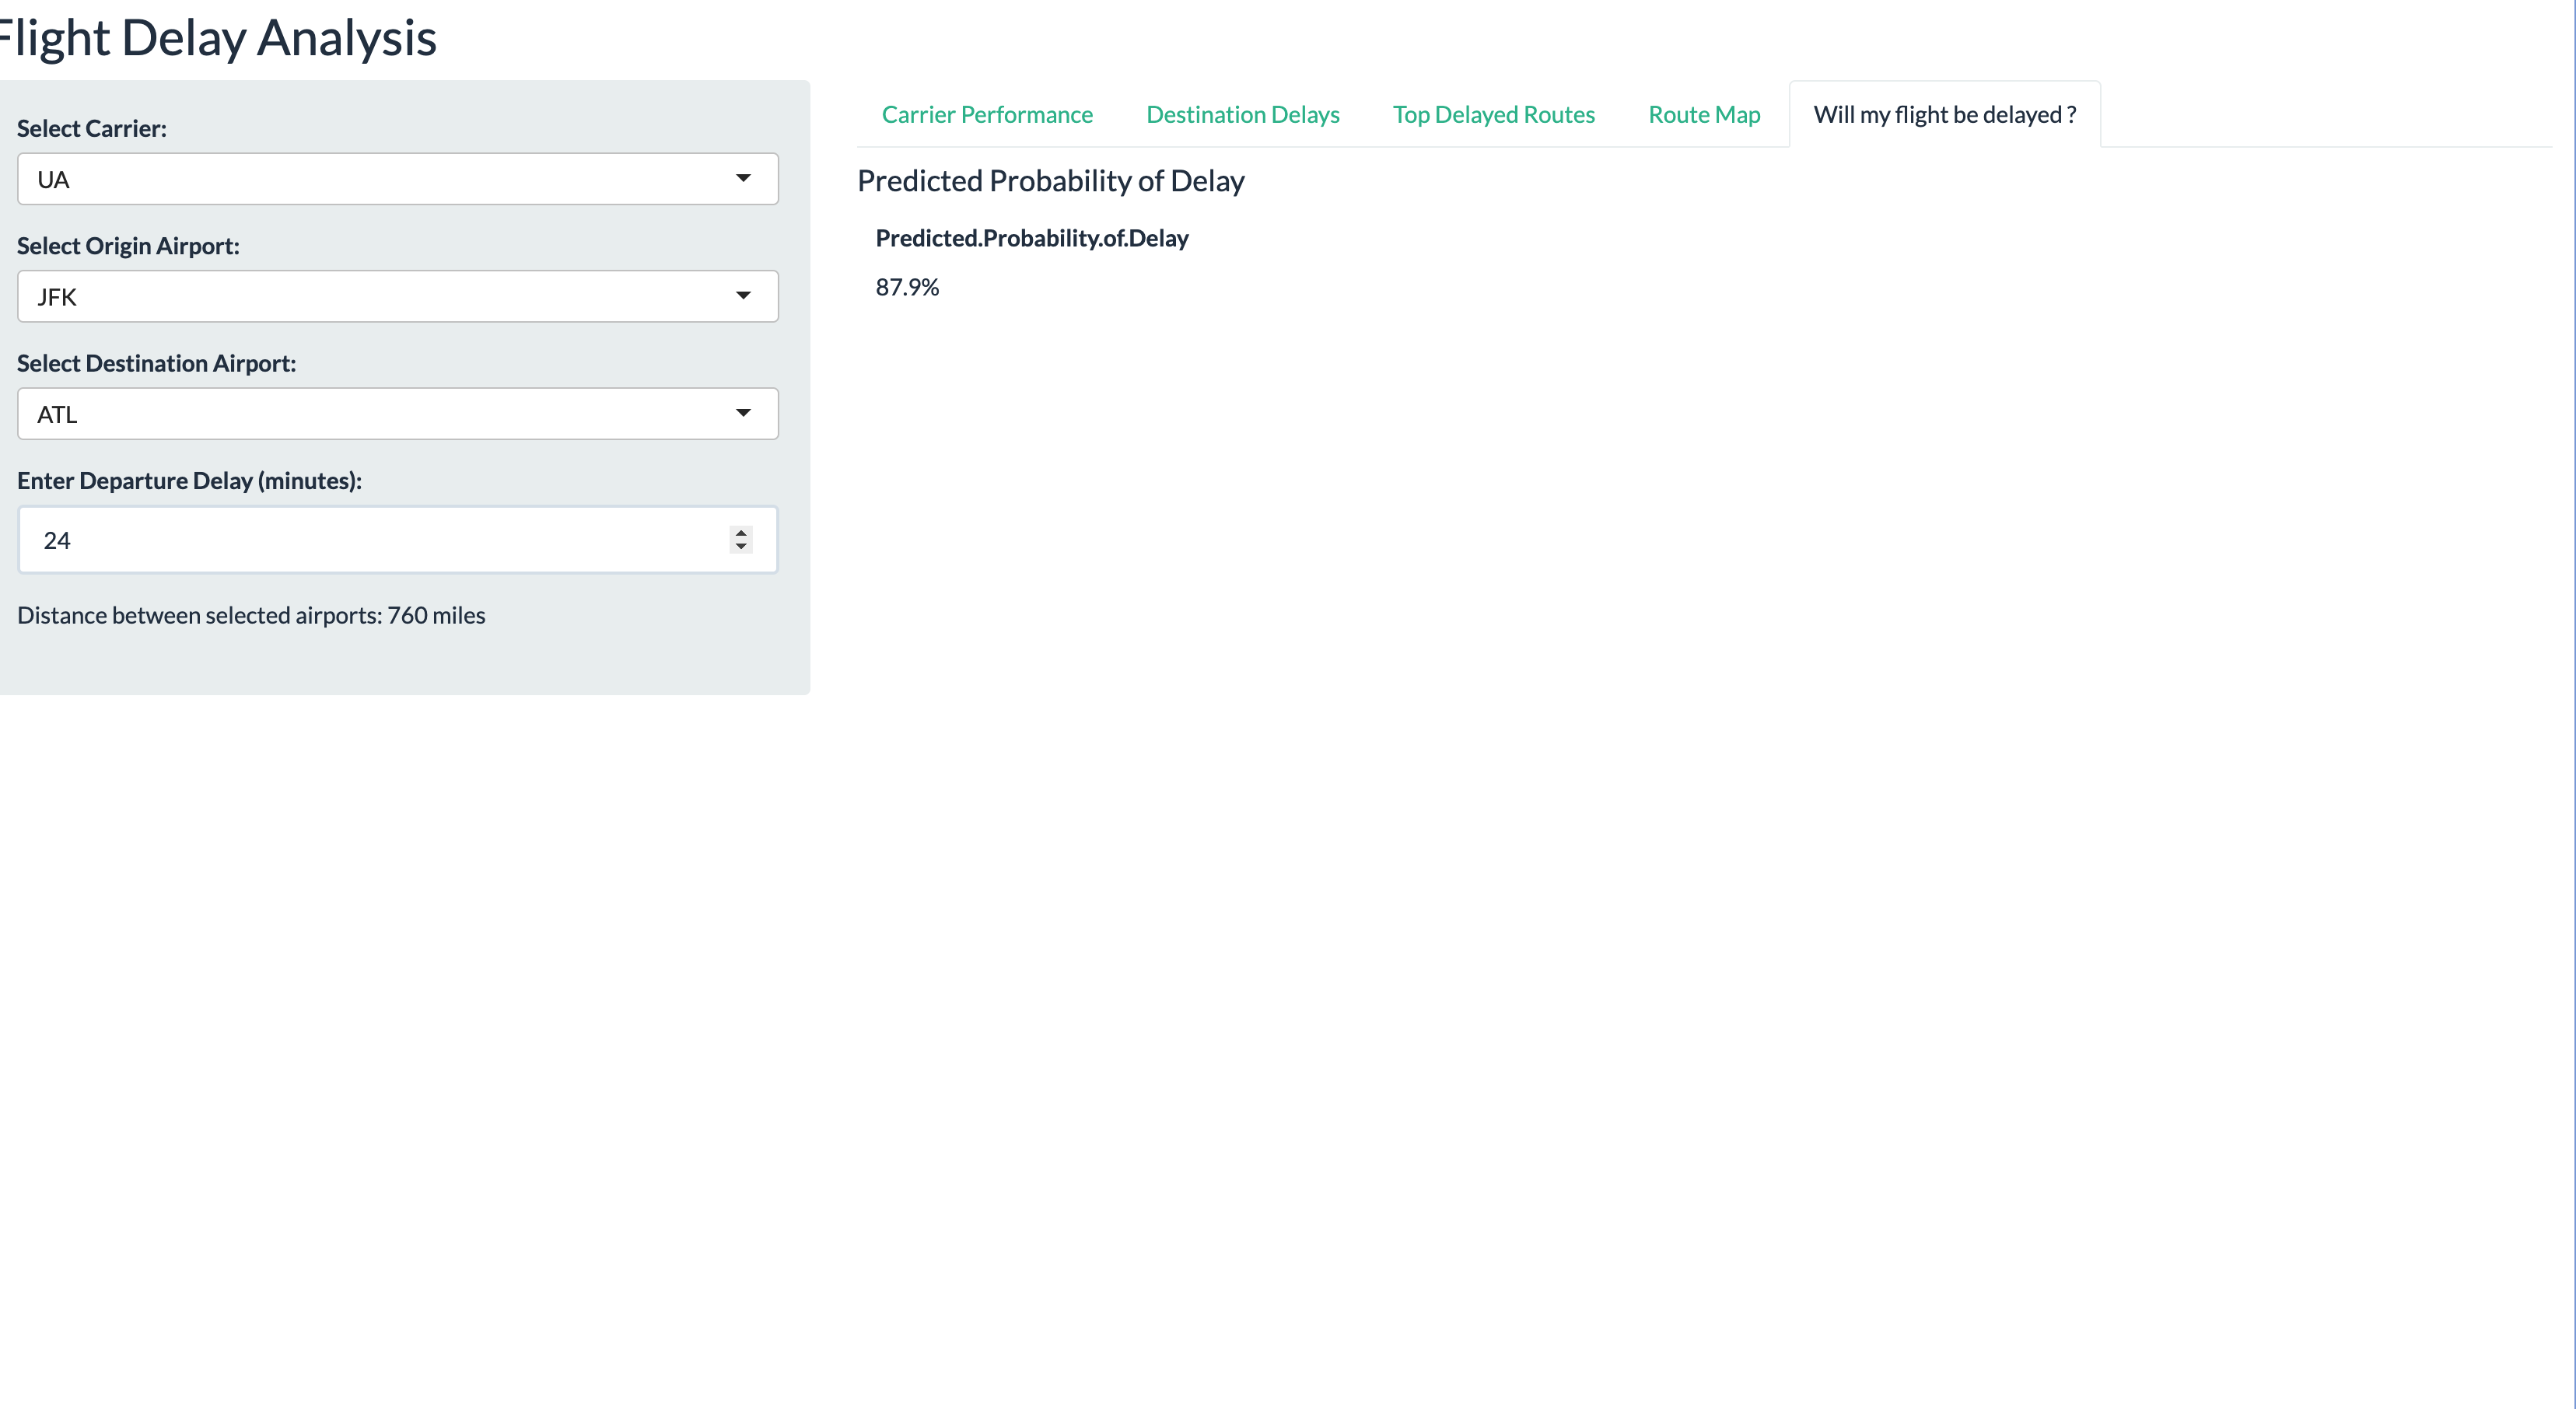 Flight Delay Analysis
Select Carrier:
UA
Select Origin Airport:
JFK
Select Destination Airport:
ATL
Enter Departure Delay (minutes):
24
Distance between selected airports: 760 miles
Carrier Performance Destination Delays Top Delayed Routes Route Map Will my flight be delayed ?
Predicted Probability of Delay
Predicted.Probability.of.Delay
87.9%